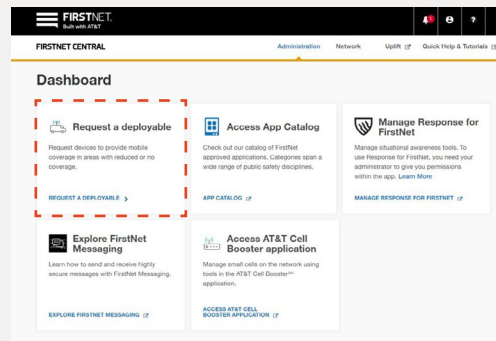 FIRSTNET.
Built with AT&T
FIRSTNET CENTRAL
Administration
Network
Uplift
Quick Help & Tutorials
Dashboard
Request a deployable
Request devices to provide mobile
coverage in areas with reduced or no
coverage.
REQUEST A DEPLOYABLE
Access App Catalog
Check out our catalog of FirstNet
approved applications. Categories span a
wide range of public safety disciplines.
APP CATALOG
Manage Response for
FirstNet
Manage situational awareness tools. To
use Response for FirstNet, you need your
administrator to give you permissions
within the app. Learn More
MANAGE RESPONSE FOR FIRSTNET
Explore FirstNet
Messaging
Learn how to send and receive highly
secure messages with FirstNet Messaging.
EXPLORE FIRSTNET MESSAGING
Access AT&T Cell
Booster application
Manage small cells on the network using
tools in the AT&T Cell Booster℠
application.
ACCESS AT&T CELL
BOOSTER APPLICATION